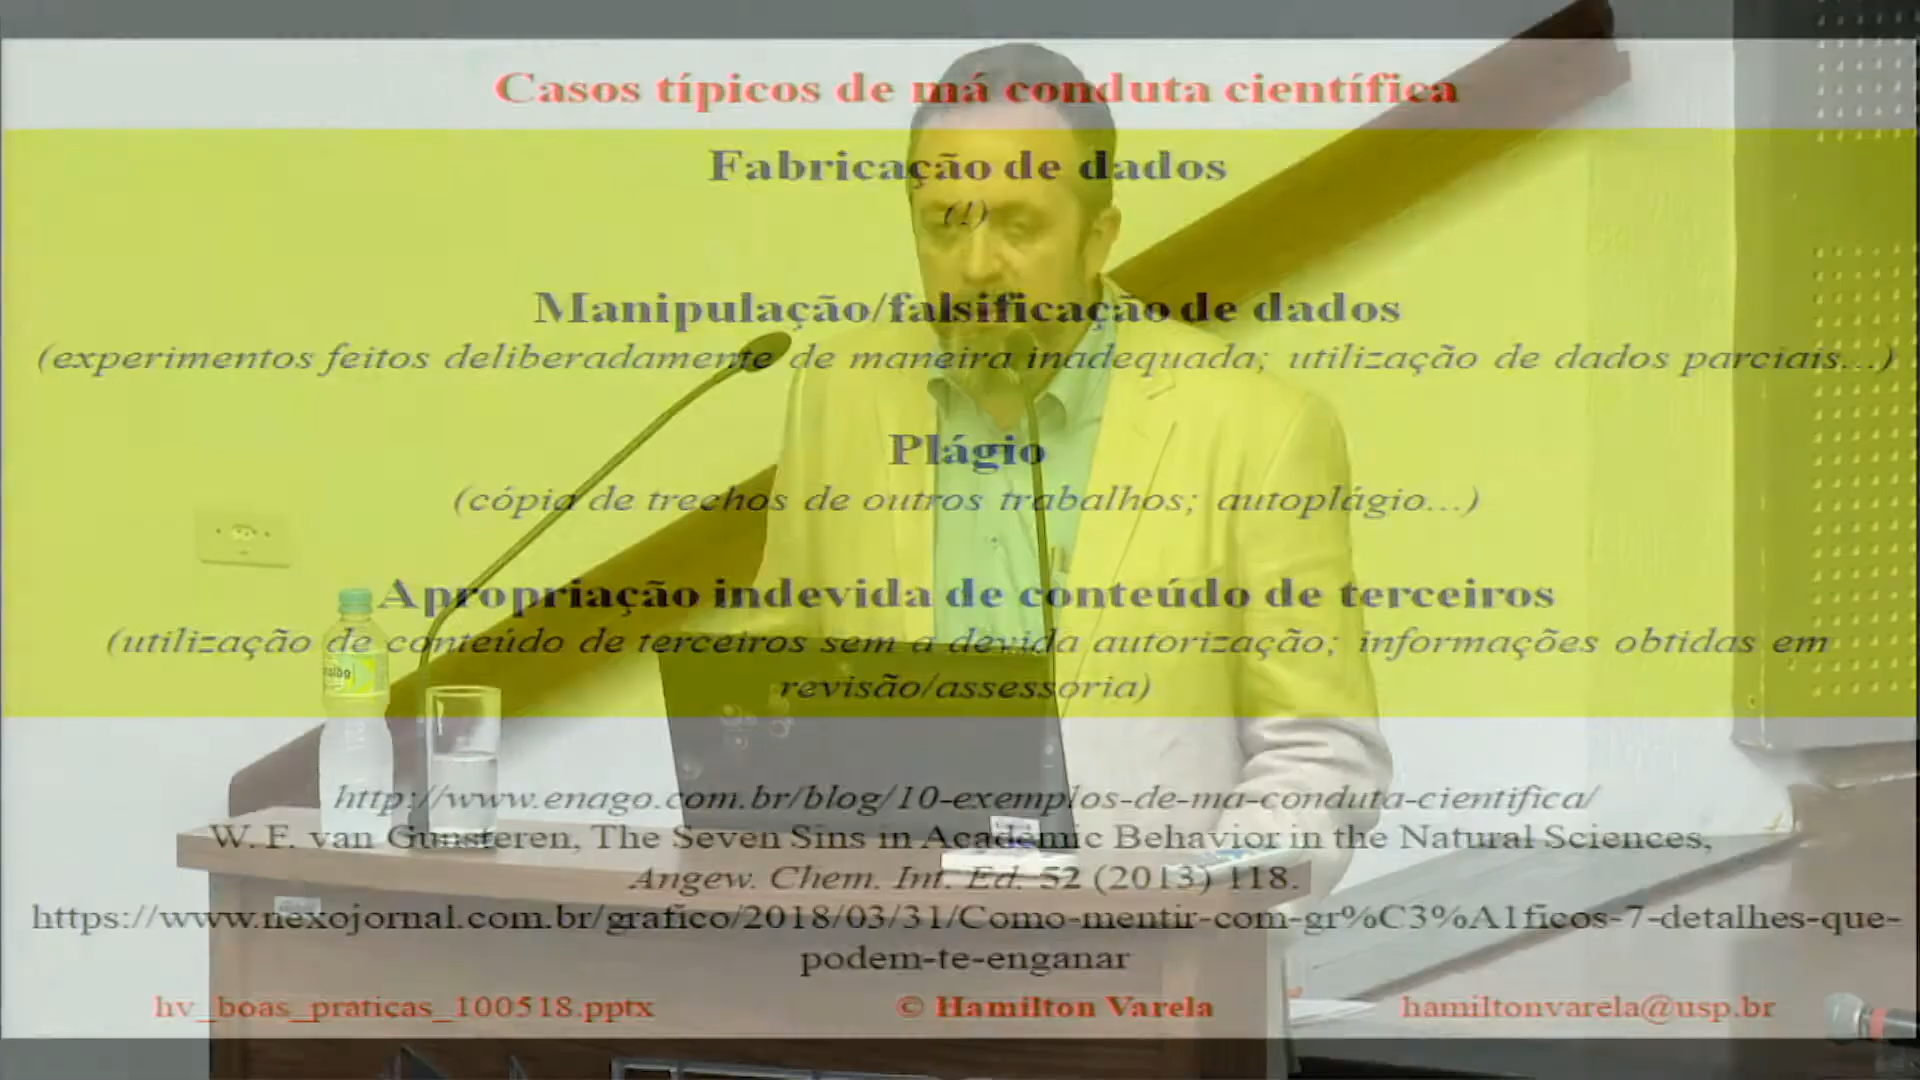 Casos típicos de má conduta científica
Fabricação de dados
(!)
Manipulação/falsificação de dados
(experimentos feitos deliberadamente de maneira inadequada; utilização de dados parciais...)
Plágio
(cópia de trechos de outros trabalhos; autoplágio...)
Apropriação indevida de conteúdo de terceiros
(utilização de conteúdo de terceiros sem a devida autorização; informações obtidas em
revisão/assessoria)
http://www.enago.com.br/blog/10-exemplos-de-ma-conduta-cientifica/
W. F. van Gunsteren, The Seven Sins in Academic Behavior in the Natural Sciences,
Angew. Chem. Int. Ed. 52 (2013) 118.
https://www.nexojornal.com.br/grafico/2018/03/31/Como-mentir-com-gr%C3%A1ficos-7-detalhes-que-
podem-te-enganar
hv_boas_praticas_100518.pptx
© Hamilton Varela
hamiltonvarela@usp.br